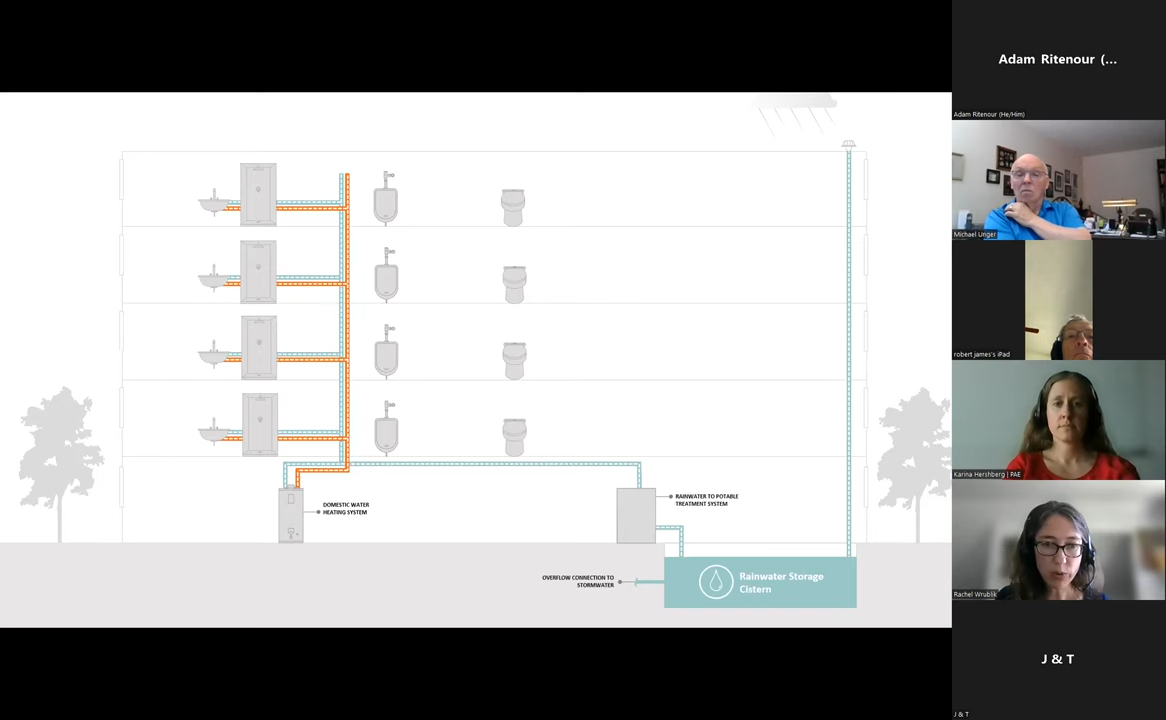 Adam Ritenour (...
Adam Ritenour (He/Him)
Michael Unger
robert james's iPad
Karina Hershberg | PAE
Rachel Wrublik
J & T
J & T
DOMESTIC WATER
HEATING SYSTEM
RAINWATER TO POTABLE
TREATMENT SYSTEM
OVERFLOW CONNECTION TO
STORMWATER
Rainwater Storage
Cistern